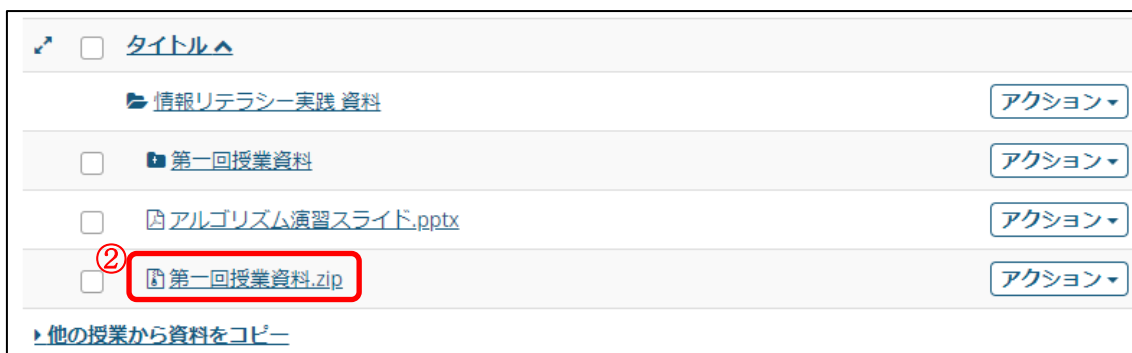 タイトル
情報リテラシー実践 資料 アクション
第一回授業資料 アクション
アルゴリズム演習スライド.pptx アクション
②
第一回授業資料.zip アクション
他の授業から資料をコピー